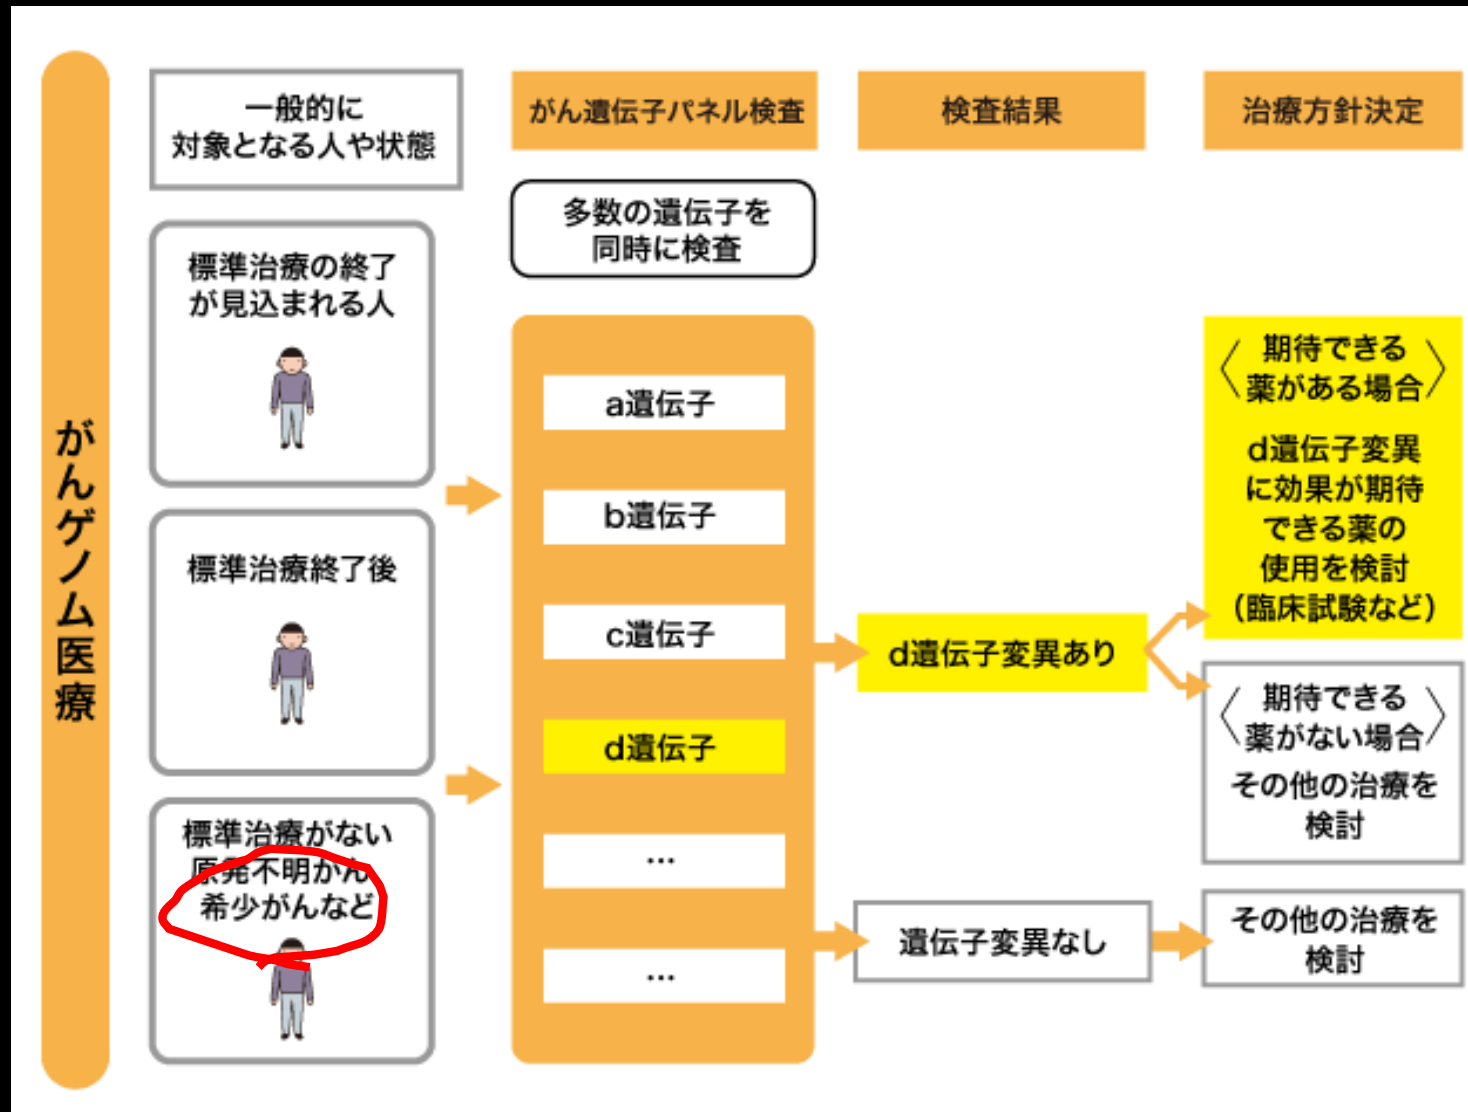 がんゲノム医療
一般的に
対象となる人や状態
標準治療の終了
が見込まれる人
標準治療終了後
標準治療がない
原発不明がん
希少がんなど
がん遺伝子パネル検査
多数の遺伝子を
同時に検査
a遺伝子
b遺伝子
c遺伝子
d遺伝子
…
…
検査結果
d遺伝子変異あり
遺伝子変異なし
治療方針決定
〈期待できる
薬がある場合〉
d遺伝子変異
に効果が期待
できる薬の
使用を検討
(臨床試験など)
〈期待できる
薬がない場合〉
その他の治療を
検討
その他の治療を
検討